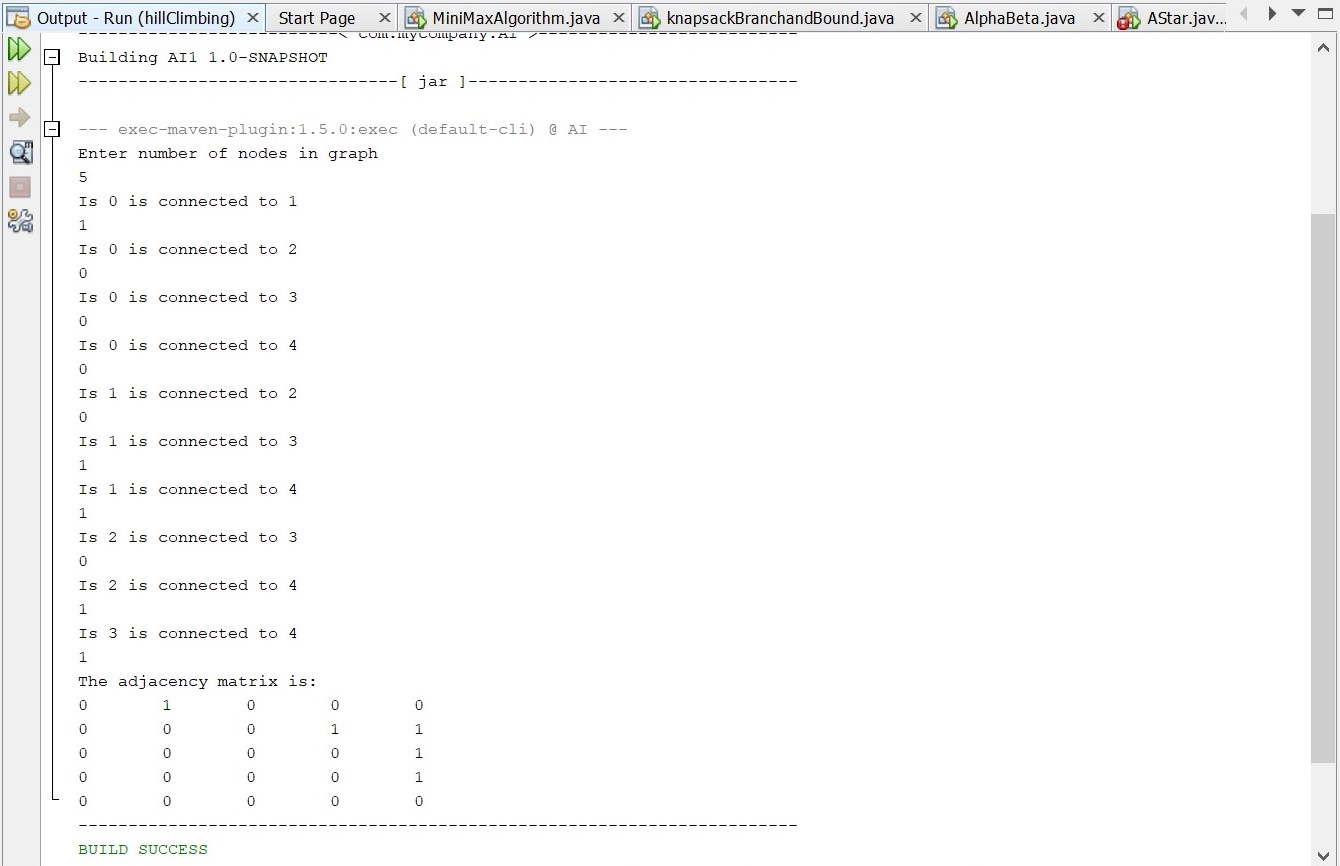 Output - Run (hillClimbing) Start Page MiniMaxAlgorithm.java knapsackBranchandBound.java AlphaBeta.java AStar.jav...
-------------------------< com.mycompany:AI >--------------------------
Building AI1 1.0-SNAPSHOT
--------------------------------[ jar ]---------------------------------
--- exec-maven-plugin:1.5.0:exec (default-cli) @ AI ---
Enter number of nodes in graph
5
Is 0 is connected to 1
1
Is 0 is connected to 2
0
Is 0 is connected to 3
0
Is 0 is connected to 4
0
Is 1 is connected to 2
0
Is 1 is connected to 3
1
Is 1 is connected to 4
1
Is 2 is connected to 3
0
Is 2 is connected to 4
1
Is 3 is connected to 4
1
The adjacency matrix is:
0 1 0 0 0
0 0 0 1 1
0 0 0 0 1
0 0 0 0 1
0 0 0 0 0
------------------------------------------------------------------------
BUILD SUCCESS